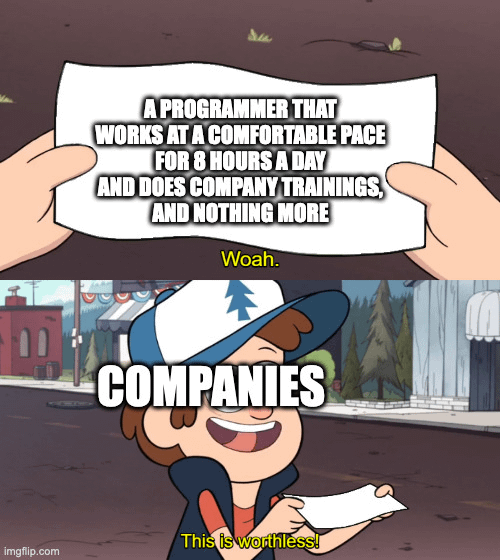 A PROGRAMMER THAT
WORKS AT A COMFORTABLE PACE
FOR 8 HOURS A DAY
AND DOES COMPANY TRAININGS,
AND NOTHING MORE
Woah.
COMPANIES
This is worthless!
imgflip.com